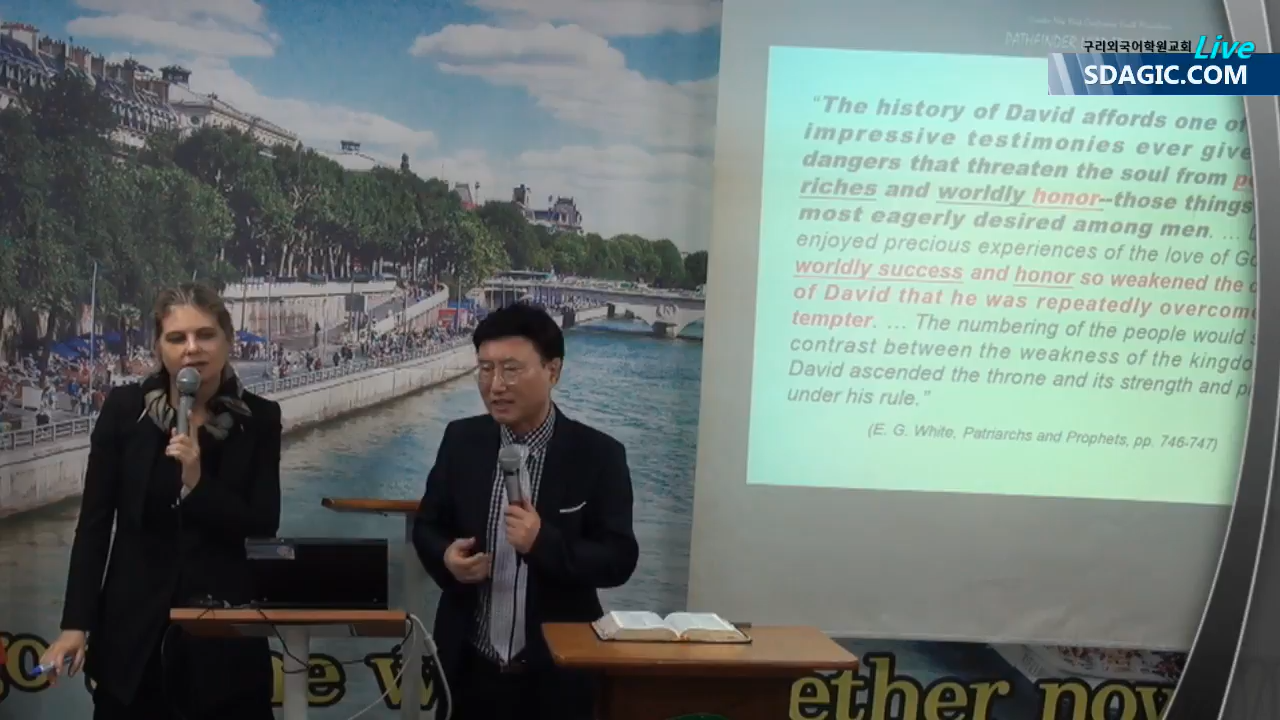 구리외국어학원교회 Live
SDAGIC.COM
"The history of David affords one of
impressive testimonies ever give
dangers that threaten the soul from
riches and worldly honor--those things
most eagerly desired among men. ...
enjoyed precious experiences of the love of
worldly success and honor so weakened the
of David that he was repeatedly overcome
tempter. ... The numbering of the people would
contrast between the weakness of the kingdo
David ascended the throne and its strength and
under his rule."
(E. G. White, Patriarchs and Prophets, pp. 746-747)
go
ne w
ether now